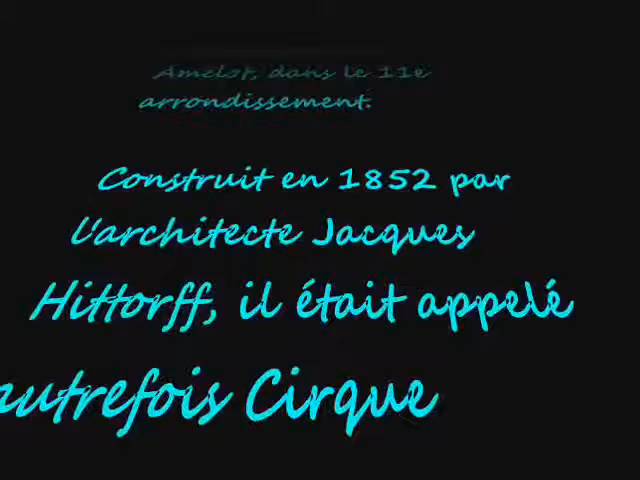 Amelot, dans le 11e
arrondissement.
Construit en 1852 par
l'architecte Jacques
Hittorff, il était appelé
autrefois Cirque